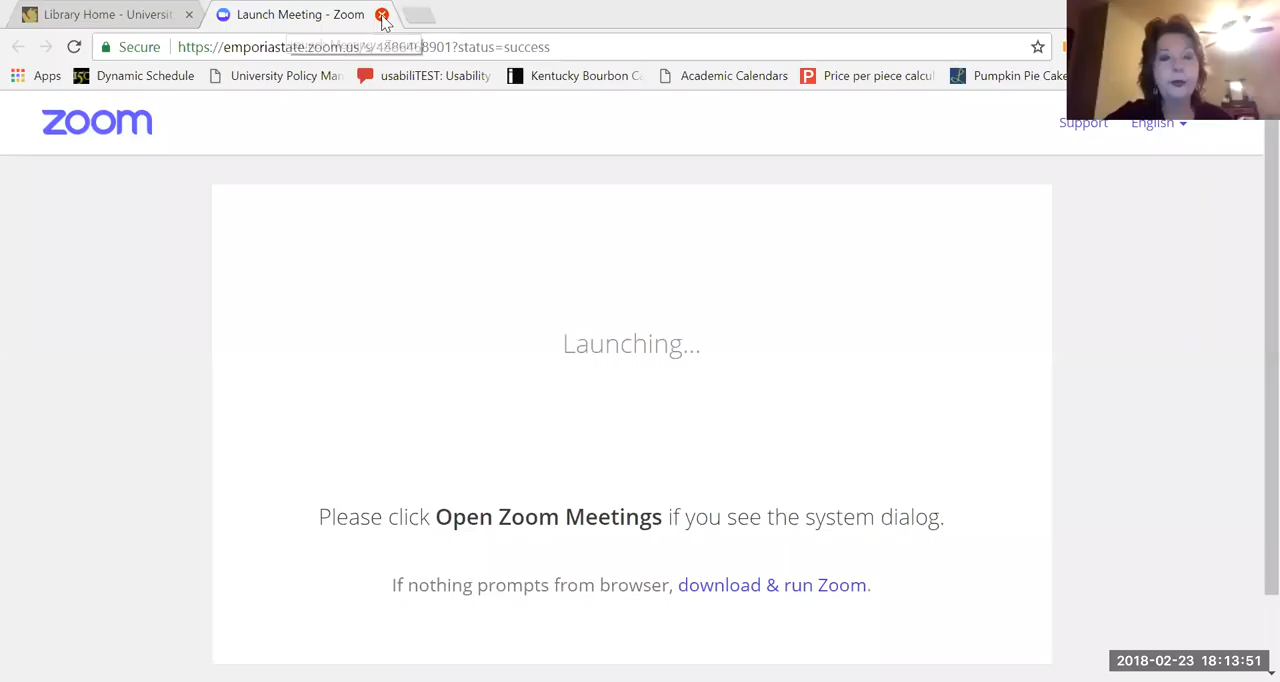 Library Home - Universit
Launch Meeting - Zoom
Secure
https://emporiastate.zoom.us/s/4886468901?status=success
Apps
Dynamic Schedule
University Policy Man
usabiliTEST: Usability
Kentucky Bourbon C
Academic Calendars
Price per piece calcul
Pumpkin Pie Cake
zoom
Support
English
Launching...
Please click Open Zoom Meetings if you see the system dialog.
If nothing prompts from browser, download & run Zoom.
2018-02-23 18:13:51